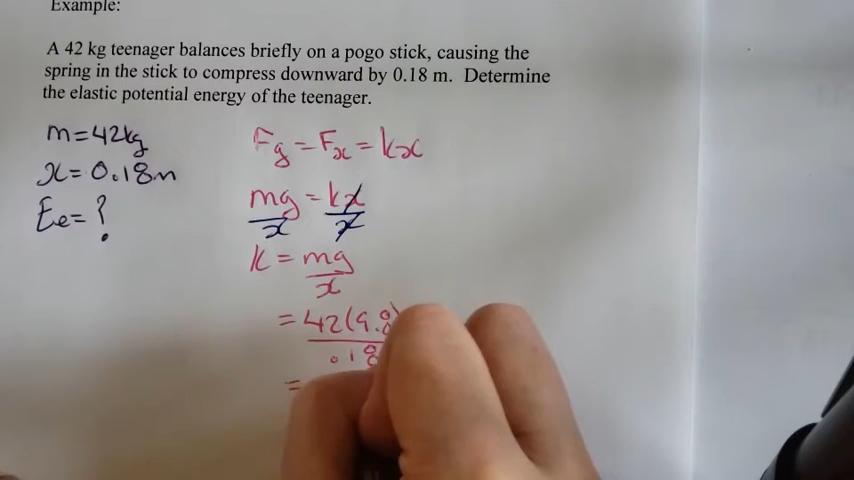 Example:
A 42 kg teenager balances briefly on a pogo stick, causing the
spring in the stick to compress downward by 0.18 m. Determine
the elastic potential energy of the teenager.
m=42kg
x=0.18m
Ee=?
Fg=Fx=kx
mg=kx
x x
k=mg
x
=42(9.8)
.18
=